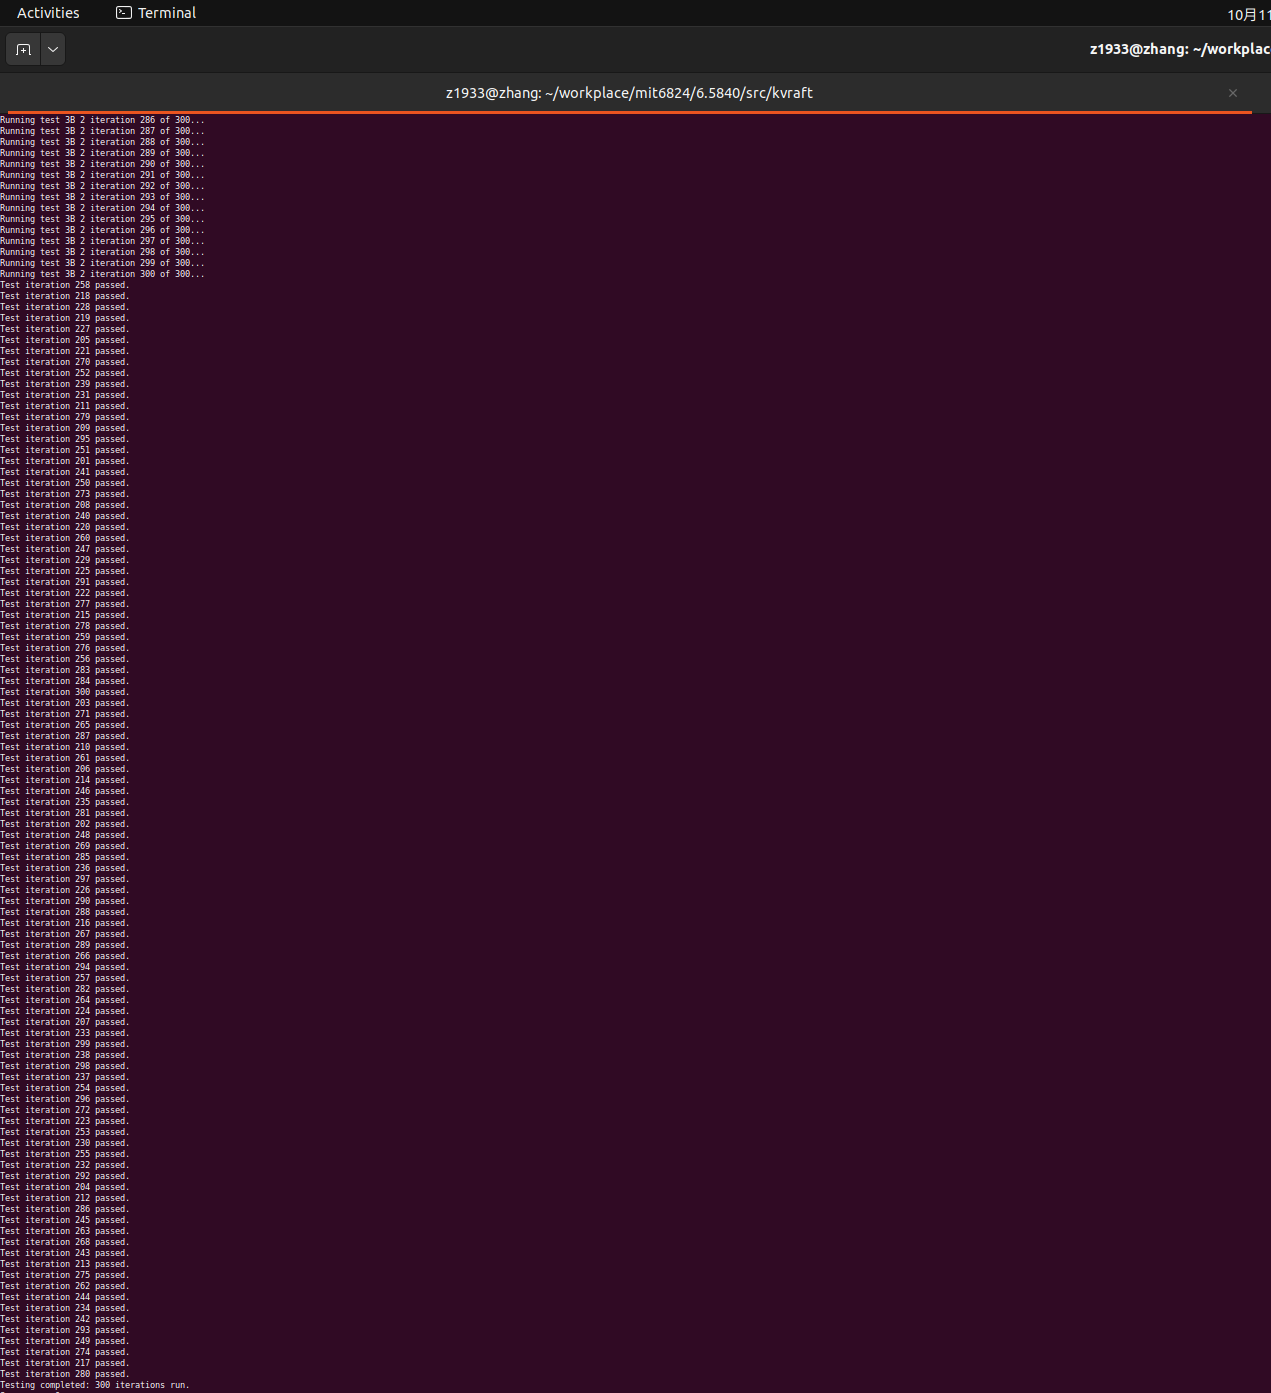 Activities
Terminal
10月11
z1933@zhang: ~/workplac
z1933@zhang: ~/workplace/mit6824/6.5840/src/kvraft
Running test 3B 2 iteration 286 of 300...
Running test 3B 2 iteration 287 of 300...
Running test 3B 2 iteration 288 of 300...
Running test 3B 2 iteration 289 of 300...
Running test 3B 2 iteration 290 of 300...
Running test 3B 2 iteration 291 of 300...
Running test 3B 2 iteration 292 of 300...
Running test 3B 2 iteration 293 of 300...
Running test 3B 2 iteration 294 of 300...
Running test 3B 2 iteration 295 of 300...
Running test 3B 2 iteration 296 of 300...
Running test 3B 2 iteration 297 of 300...
Running test 3B 2 iteration 298 of 300...
Running test 3B 2 iteration 299 of 300...
Running test 3B 2 iteration 300 of 300...
Test iteration 258 passed.
Test iteration 218 passed.
Test iteration 228 passed.
Test iteration 219 passed.
Test iteration 227 passed.
Test iteration 205 passed.
Test iteration 221 passed.
Test iteration 270 passed.
Test iteration 252 passed.
Test iteration 239 passed.
Test iteration 231 passed.
Test iteration 211 passed.
Test iteration 279 passed.
Test iteration 209 passed.
Test iteration 295 passed.
Test iteration 251 passed.
Test iteration 201 passed.
Test iteration 241 passed.
Test iteration 250 passed.
Test iteration 273 passed.
Test iteration 208 passed.
Test iteration 240 passed.
Test iteration 220 passed.
Test iteration 260 passed.
Test iteration 247 passed.
Test iteration 229 passed.
Test iteration 225 passed.
Test iteration 291 passed.
Test iteration 222 passed.
Test iteration 277 passed.
Test iteration 215 passed.
Test iteration 278 passed.
Test iteration 259 passed.
Test iteration 276 passed.
Test iteration 256 passed.
Test iteration 283 passed.
Test iteration 284 passed.
Test iteration 300 passed.
Test iteration 203 passed.
Test iteration 271 passed.
Test iteration 265 passed.
Test iteration 287 passed.
Test iteration 210 passed.
Test iteration 261 passed.
Test iteration 206 passed.
Test iteration 214 passed.
Test iteration 246 passed.
Test iteration 235 passed.
Test iteration 281 passed.
Test iteration 202 passed.
Test iteration 248 passed.
Test iteration 269 passed.
Test iteration 285 passed.
Test iteration 236 passed.
Test iteration 297 passed.
Test iteration 226 passed.
Test iteration 290 passed.
Test iteration 288 passed.
Test iteration 216 passed.
Test iteration 267 passed.
Test iteration 289 passed.
Test iteration 266 passed.
Test iteration 294 passed.
Test iteration 257 passed.
Test iteration 282 passed.
Test iteration 264 passed.
Test iteration 224 passed.
Test iteration 207 passed.
Test iteration 233 passed.
Test iteration 299 passed.
Test iteration 238 passed.
Test iteration 298 passed.
Test iteration 237 passed.
Test iteration 254 passed.
Test iteration 296 passed.
Test iteration 272 passed.
Test iteration 223 passed.
Test iteration 253 passed.
Test iteration 230 passed.
Test iteration 255 passed.
Test iteration 232 passed.
Test iteration 292 passed.
Test iteration 204 passed.
Test iteration 212 passed.
Test iteration 286 passed.
Test iteration 245 passed.
Test iteration 263 passed.
Test iteration 268 passed.
Test iteration 243 passed.
Test iteration 213 passed.
Test iteration 275 passed.
Test iteration 262 passed.
Test iteration 244 passed.
Test iteration 234 passed.
Test iteration 242 passed.
Test iteration 293 passed.
Test iteration 249 passed.
Test iteration 274 passed.
Test iteration 217 passed.
Test iteration 280 passed.
Testing completed: 300 iterations run.